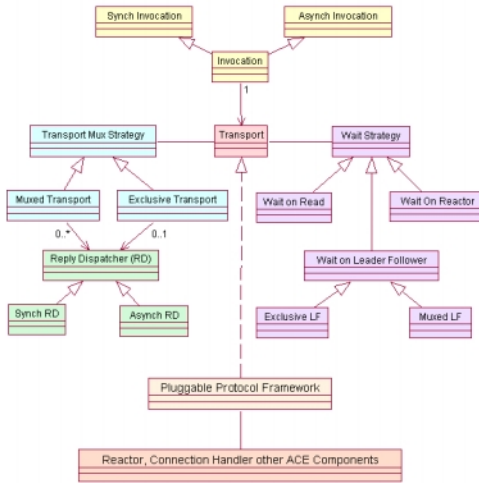 Synch Invocation
Asynch Invocation
Invocation
1
Transport Mux Strategy
Transport
Wait Strategy
Muxed Transport
Exclusive Transport
Wait on Read
Wait On Reactor
0..*
0..1
Reply Dispatcher (RD)
Wait on Leader Follower
Synch RD
Asynch RD
Exclusive LF
Muxed LF
Pluggable Protocol Framework
Reactor, Connection Handler other ACE Components